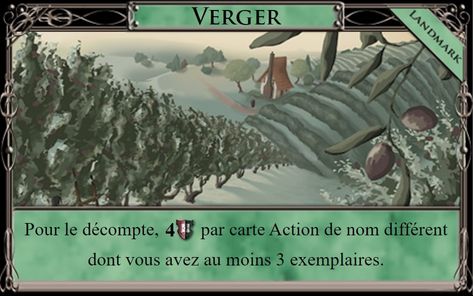 VERGER
LANDMARK
Pour le décompte, 4 par carte Action de nom différent
dont vous avez au moins 3 exemplaires.